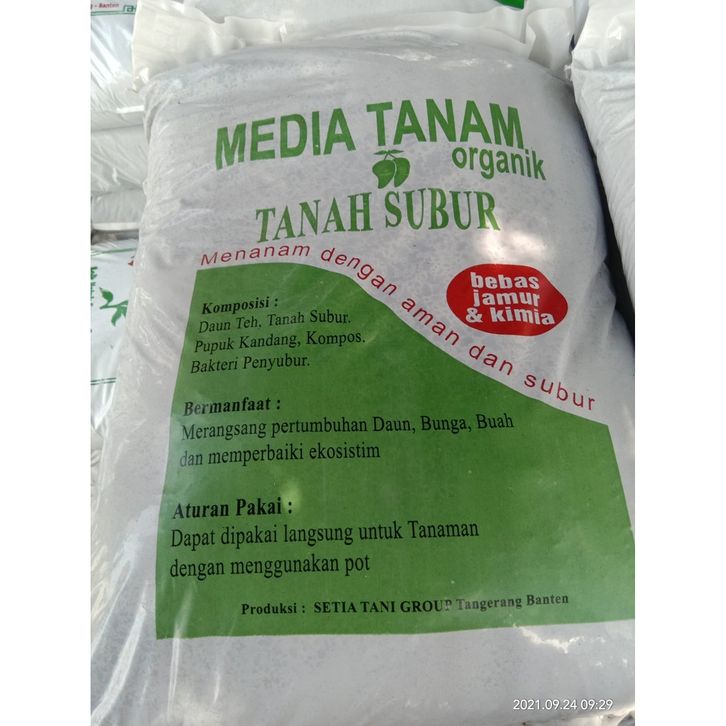 - Banten
MEDIA TANAM
organik
TANAH SUBUR
Menanam dengan aman dan subur
bebas
jamur
& kimia
Komposisi :
Daun Teh, Tanah Subur.
Pupuk Kandang, Kompos.
Bakteri Penyubur.
Bermanfaat :
Merangsang pertumbuhan Daun, Bunga, Buah
dan memperbaiki ekosistim
Aturan Pakai :
Dapat dipakai langsung untuk Tanaman
dengan menggunakan pot
Produksi : SETIA TANI GROUP Tangerang Banten
2021.09.24 09:29